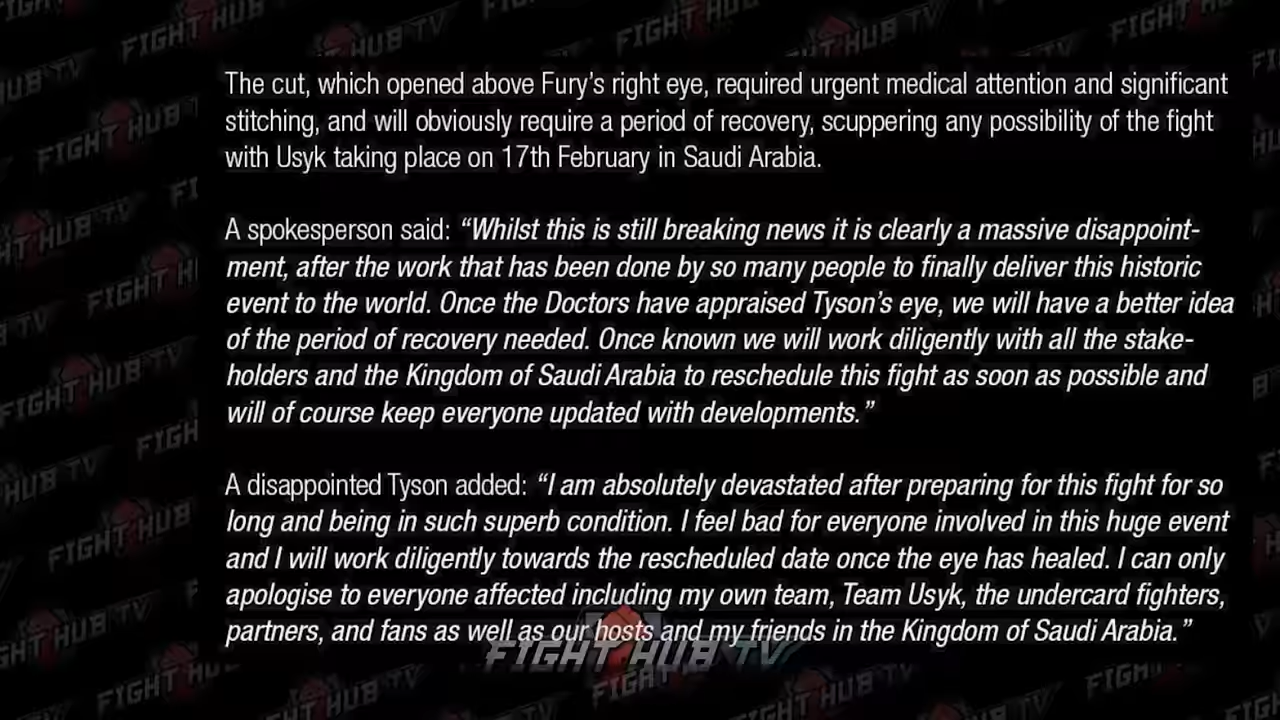 The cut, which opened above Fury's right eye, required urgent medical attention and significant
stitching, and will obviously require a period of recovery, scuppering any possibility of the fight
with Usyk taking place on 17th February in Saudi Arabia.
A spokesperson said: “Whilst this is still breaking news it is clearly a massive disappoint-
ment, after the work that has been done by so many people to finally deliver this historic
event to the world. Once the Doctors have appraised Tyson’s eye, we will have a better idea
of the period of recovery needed. Once known we will work diligently with all the stake-
holders and the Kingdom of Saudi Arabia to reschedule this fight as soon as possible and
will of course keep everyone updated with developments.”
A disappointed Tyson added: “I am absolutely devastated after preparing for this fight for so
long and being in such superb condition. I feel bad for everyone involved in this huge event
and I will work diligently towards the rescheduled date once the eye has healed. I can only
apologise to everyone affected including my own team, Team Usyk, the undercard fighters,
partners, and fans as well as our hosts and my friends in the Kingdom of Saudi Arabia.”
FIGHT HUB TV